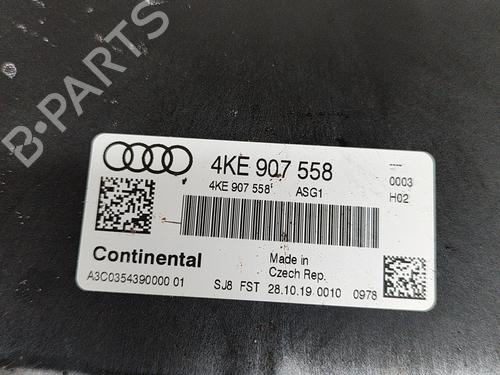 B-PARTS
4KE 907 558
4KE 907 558
ASG1
0003
H02
Continental
Made in
Czech Rep.
A3C0354390000 01
SJ8 FST 28.10.19 0010 0978